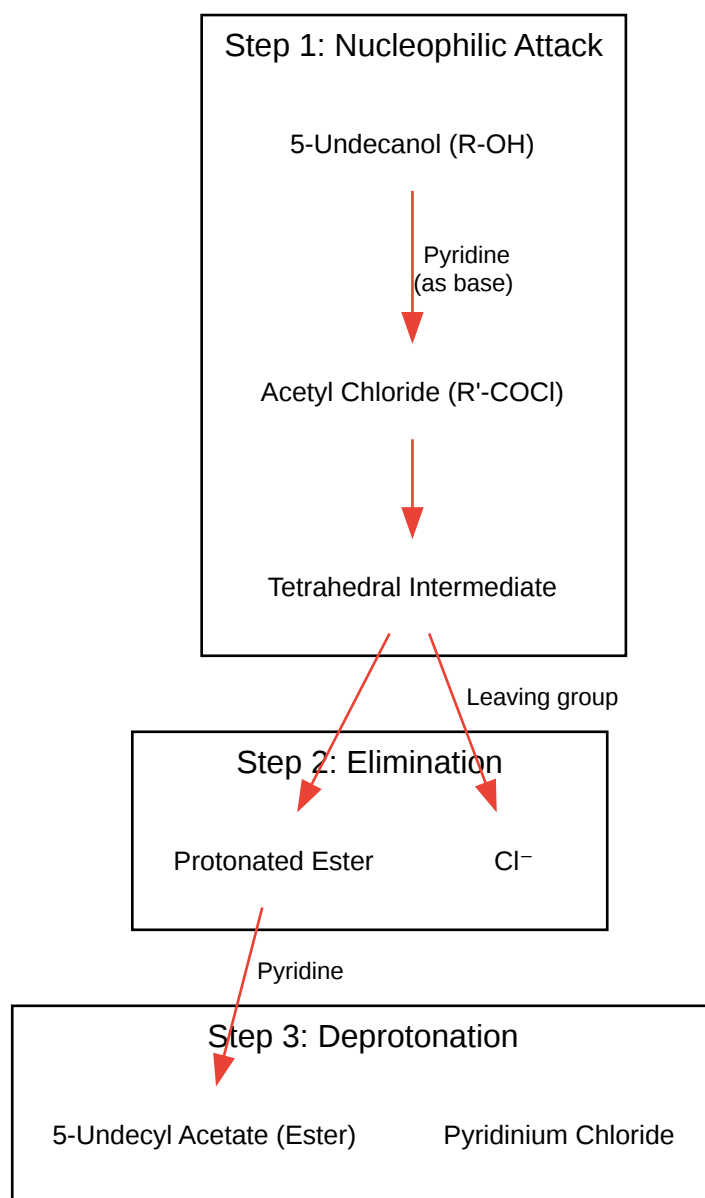 Step 1: Nucleophilic Attack
5-Undecanol (R-OH)
Pyridine
(as base)
Acetyl Chloride (R'-COCl)
Tetrahedral Intermediate
Leaving group
Step 2: Elimination
Protonated Ester
Cl⁻
Pyridine
Step 3: Deprotonation
5-Undecyl Acetate (Ester)
Pyridinium Chloride